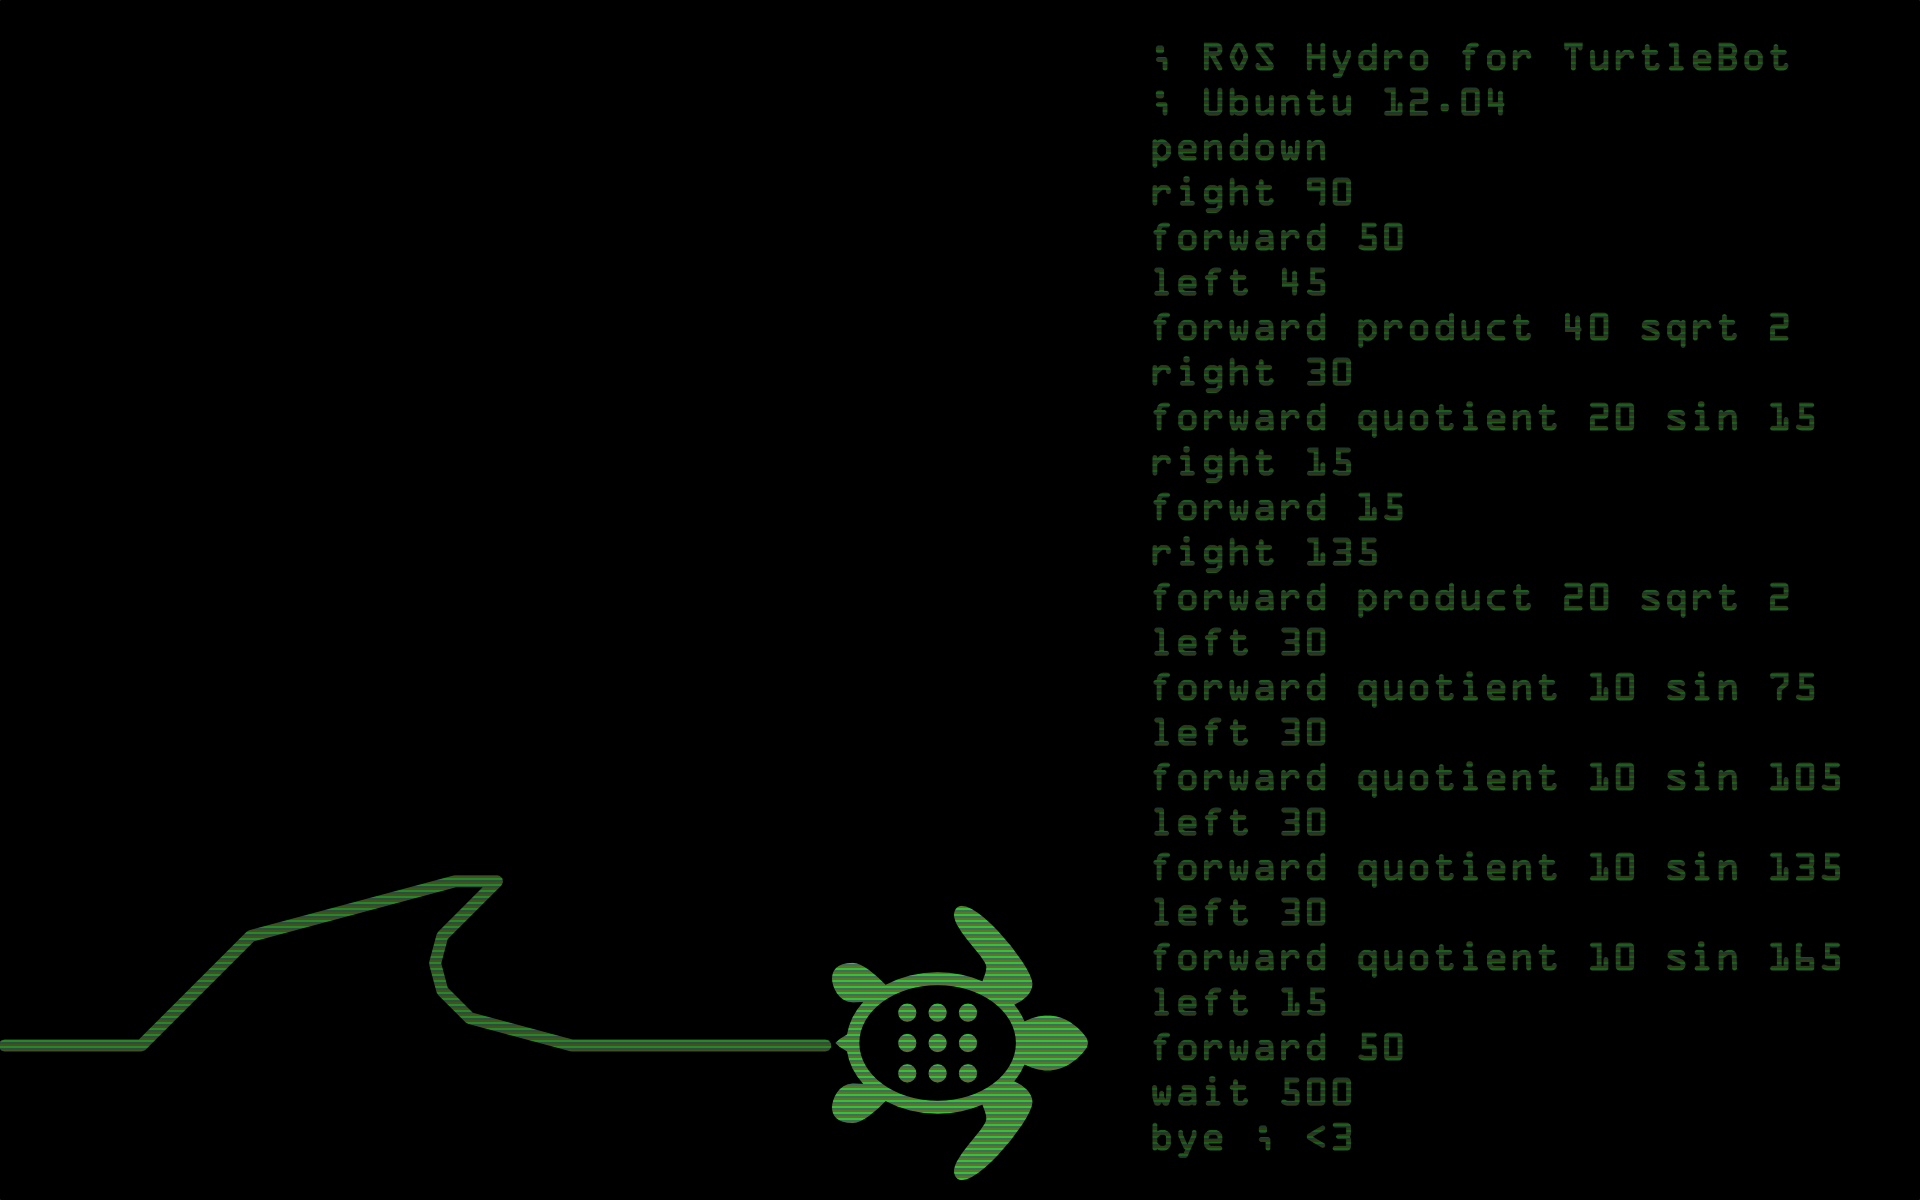 ; ROS Hydro for TurtleBot
; Ubuntu 12.04
pendown
right 90
forward 50
left 45
forward product 40 sqrt 2
right 30
forward quotient 20 sin 15
right 15
forward 15
right 135
forward product 20 sqrt 2
left 30
forward quotient 10 sin 75
left 30
forward quotient 10 sin 105
left 30
forward quotient 10 sin 135
left 30
forward quotient 10 sin 165
left 15
forward 50
wait 500
bye ; <3